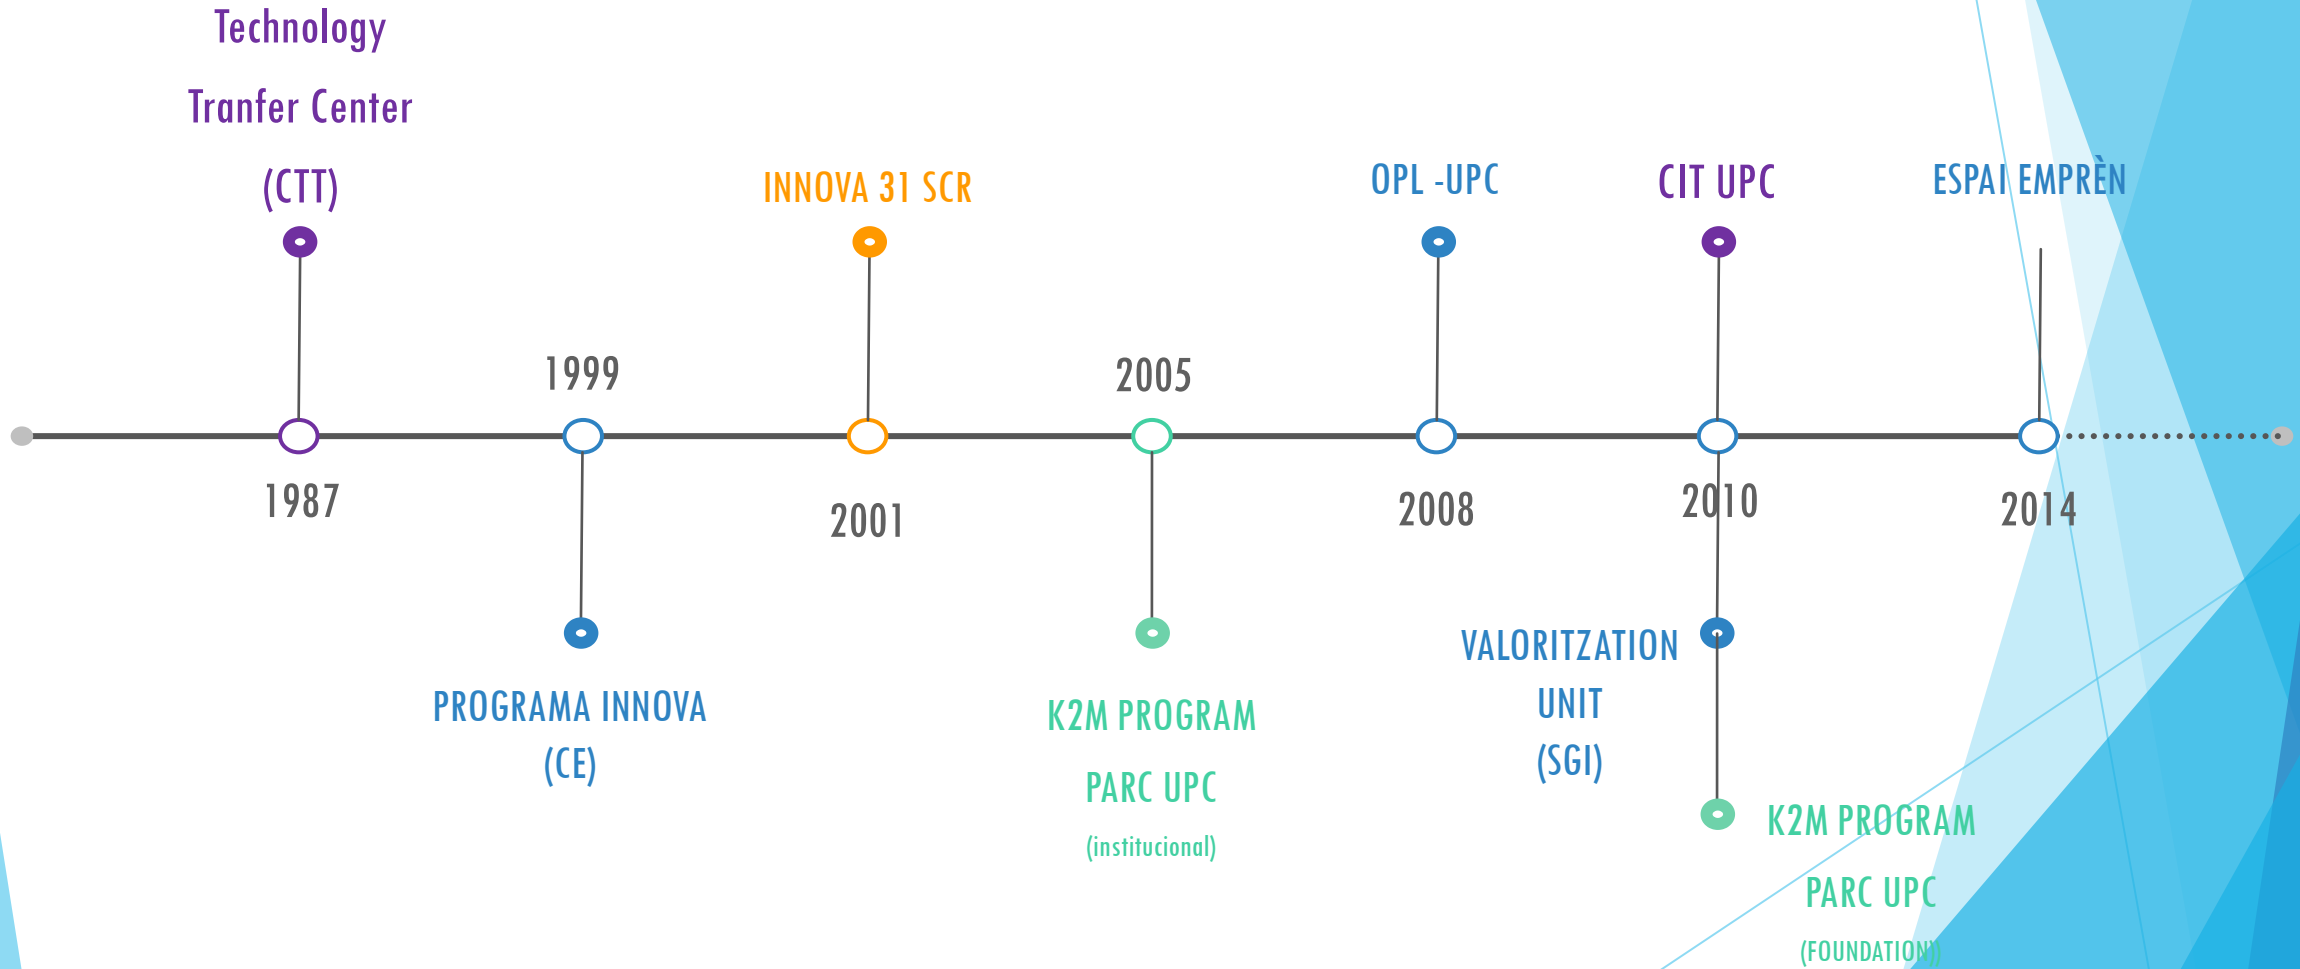 Technology
Tranfer Center
(CTT)
1987
1999
PROGRAMA INNOVA
(CE)
INNOVA 31 SCR
2001
2005
K2M PROGRAM
PARC UPC
(institucional)
OPL -UPC
2008
CIT UPC
2010
VALORITZATION
UNIT
(SGI)
K2M PROGRAM
PARC UPC
(FOUNDATION))
ESPAI EMPRÈN
2014